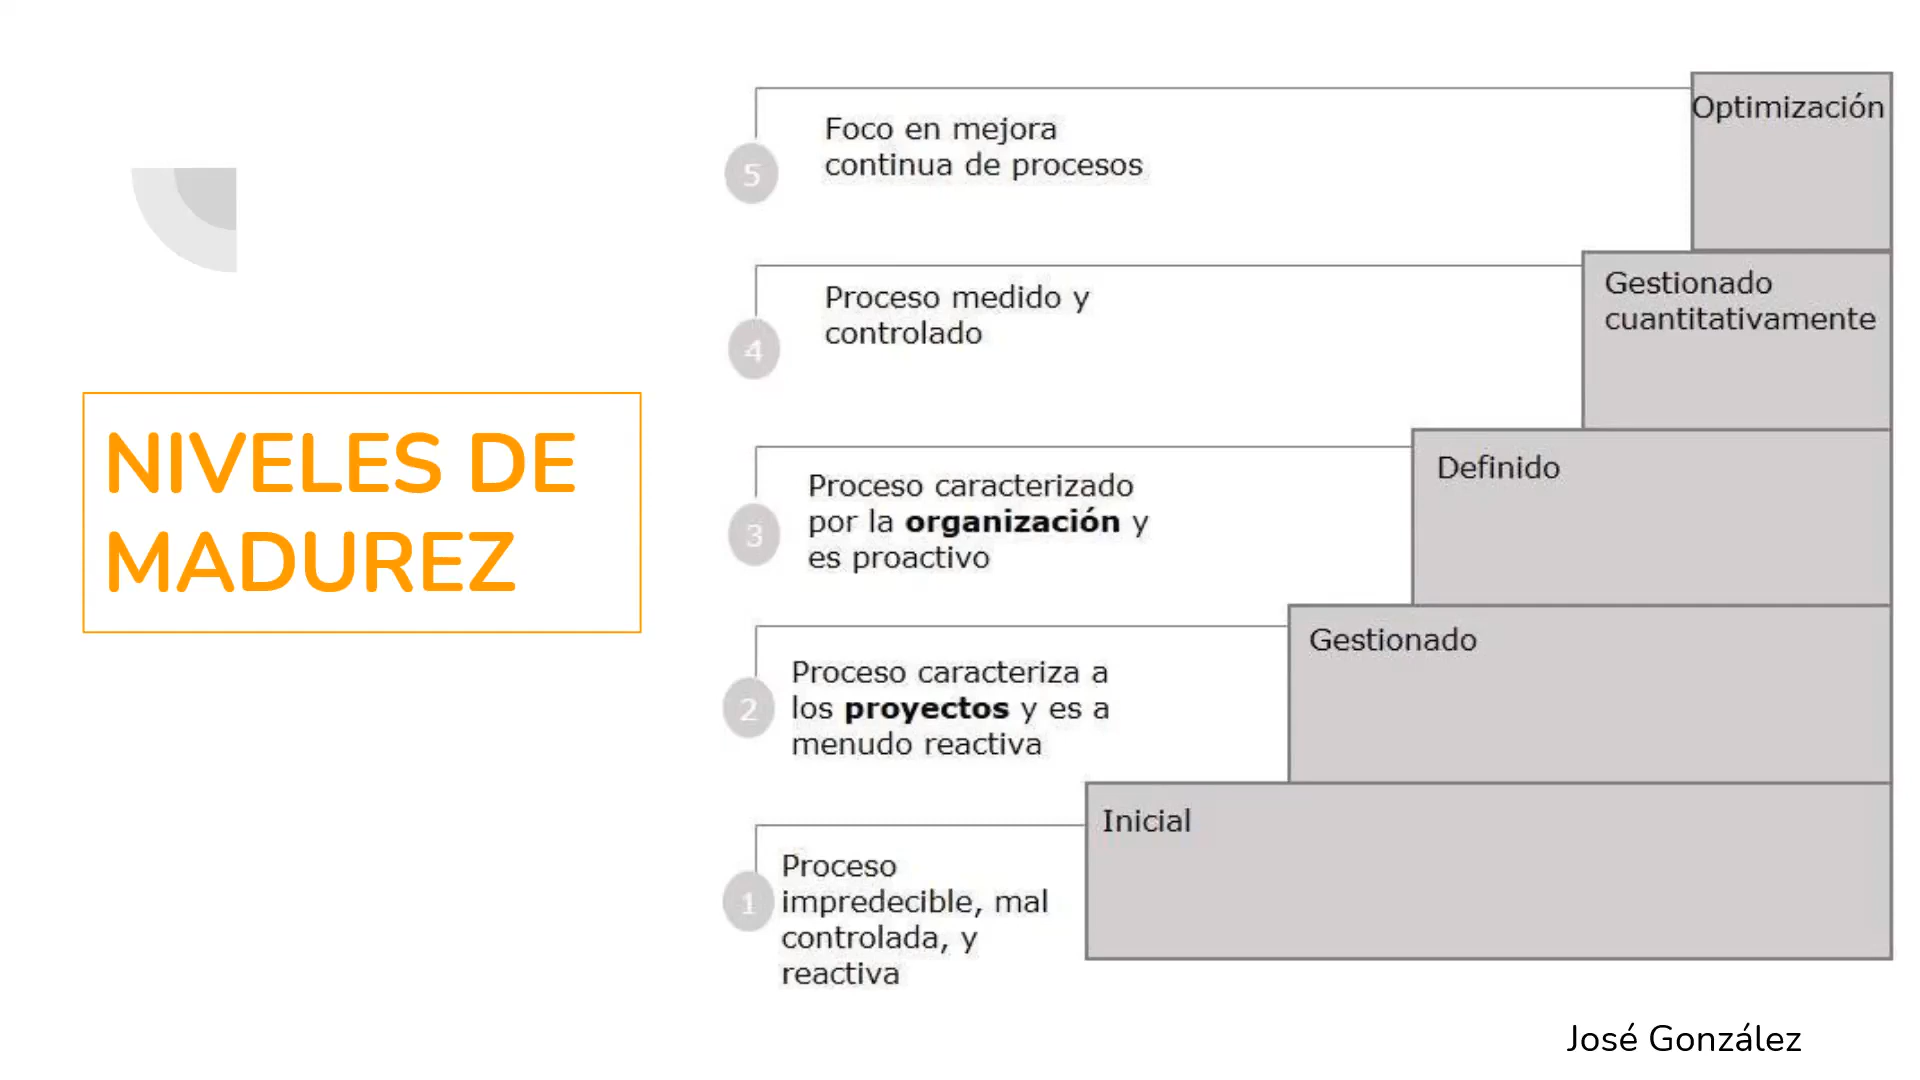 NIVELES DE
MADUREZ
5
Foco en mejora
continua de procesos
Optimización
4
Proceso medido y
controlado
Gestionado
cuantitativamente
3
Proceso caracterizado
por la organización y
es proactivo
Definido
2
Proceso caracteriza a
los proyectos y es a
menudo reactiva
Gestionado
1
Proceso
impredecible, mal
controlada, y
reactiva
Inicial
José González